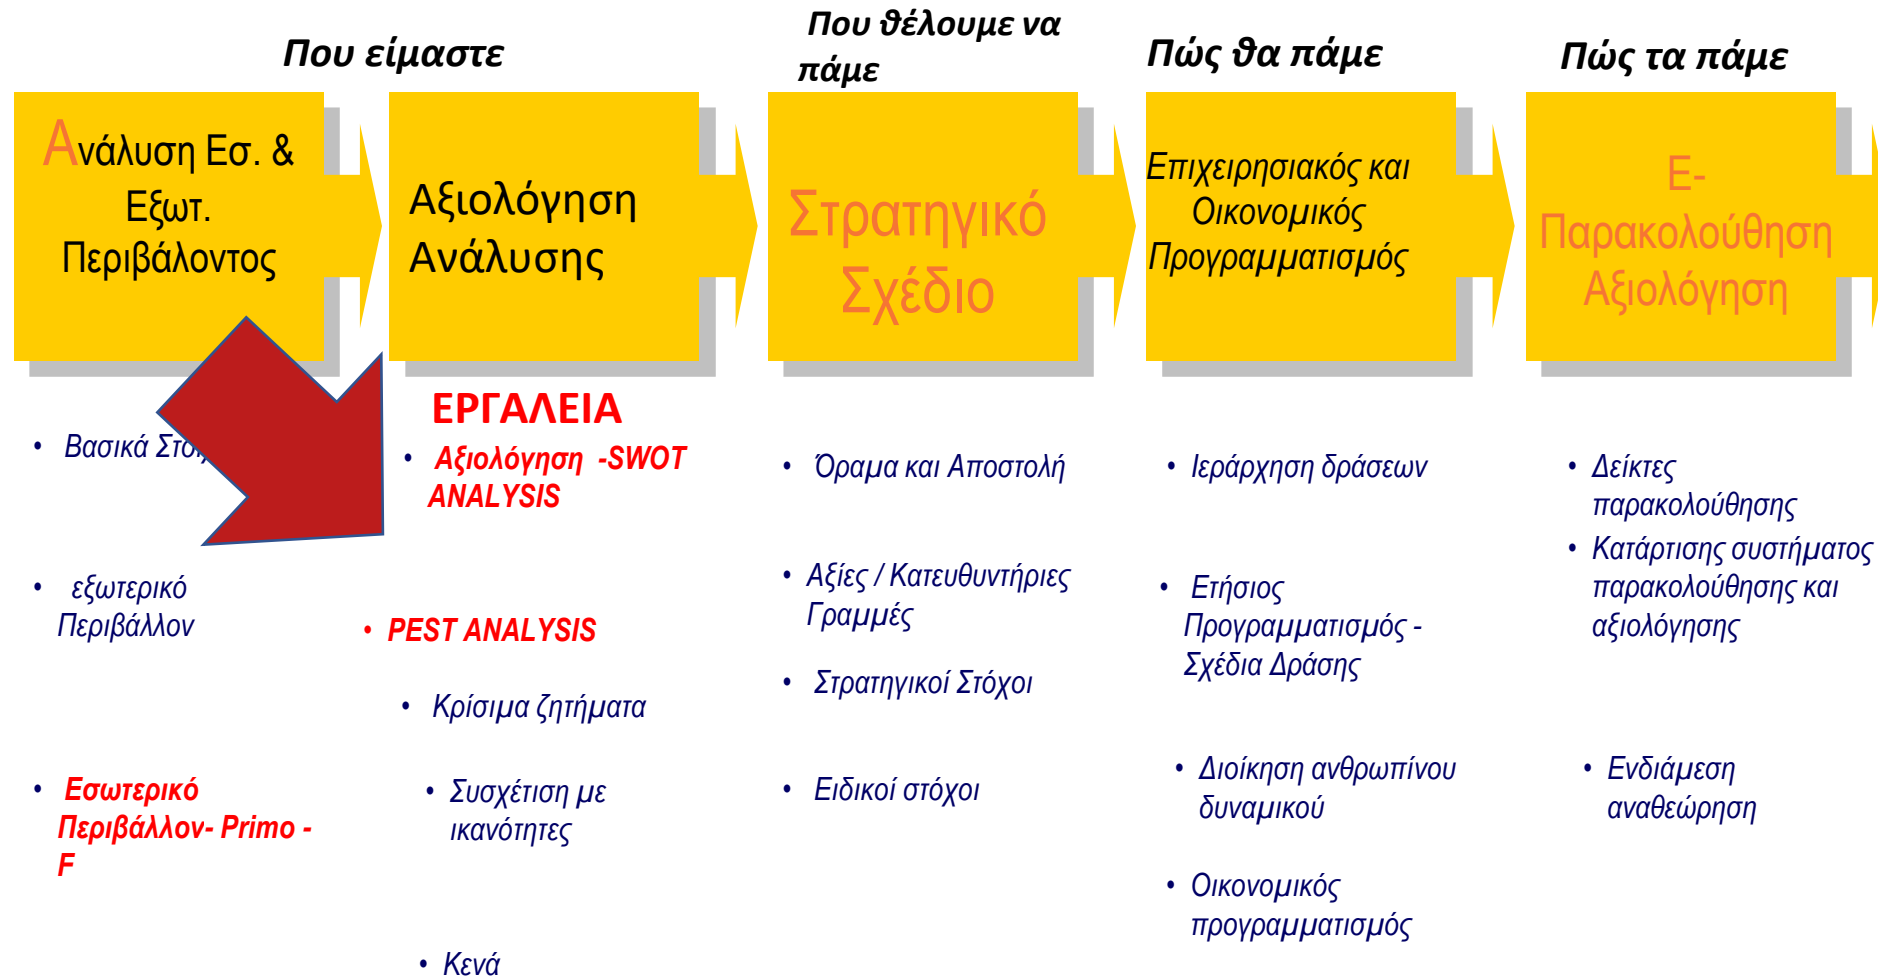 Που είμαστε
Που θέλουμε να
πάμε
Πώς θα πάμε
Πώς τα πάμε
Ανάλυση Εσ. &
Εξωτ.
Περιβάλοντος
Αξιολόγηση
Ανάλυσης
Στρατηγικό
Σχέδιο
Επιχειρησιακός και
Οικονομικός
Προγραμματισμός
Ε-
Παρακολούθηση
Αξιολόγηση
• Βασικά
• εξωτερικό
Περιβάλλον
• Εσωτερικό
Περιβάλλον- Primo -
F
ΕΡΓΑΛΕΙΑ
• Αξιολόγηση -SWOT
ANALYSIS
• PEST ANALYSIS
• Κρίσιμα ζητήματα
• Συσχέτιση με
ικανότητες
• Κενά
• Όραμα και Αποστολή
• Αξίες / Κατευθυντήριες
Γραμμές
• Στρατηγικοί Στόχοι
• Ειδικοί στόχοι
• Ιεράρχηση δράσεων
• Ετήσιος
Προγραμματισμός -
Σχέδια Δράσης
• Διοίκηση ανθρωπίνου
δυναμικού
• Οικονομικός
προγραμματισμός
• Δείκτες
παρακολούθησης
• Κατάρτισης συστήματος
παρακολούθησης και
αξιολόγησης
• Ενδιάμεση
αναθεώρηση